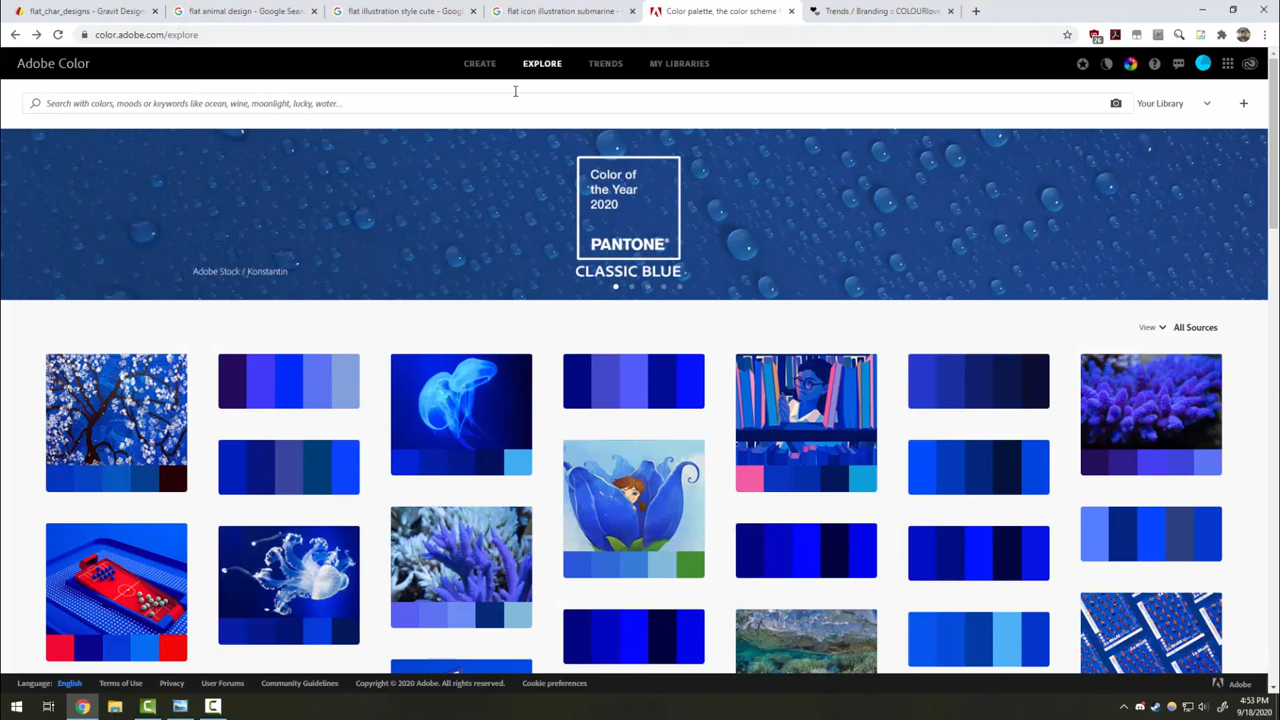 flat_char_designs - Gravit Design
flat animal design - Google Sear
flat illustration style cute - Googl
flat icon illustration submarine -
Color palette, the color scheme
Trends / Branding :: COLOURlove
color.adobe.com/explore
26
Adobe Color
CREATE
EXPLORE
TRENDS
MY LIBRARIES
Search with colors, moods or keywords like ocean, wine, moonlight, lucky, water...
Your Library
Color of
the Year
2020
PANTONE®
CLASSIC BLUE
Adobe Stock / Konstantin
View
All Sources
Language: English
Terms of Use
Privacy
User Forums
Community Guidelines
Copyright © 2020 Adobe. All rights reserved.
Cookie preferences
Adobe
4:53 PM
9/18/2020